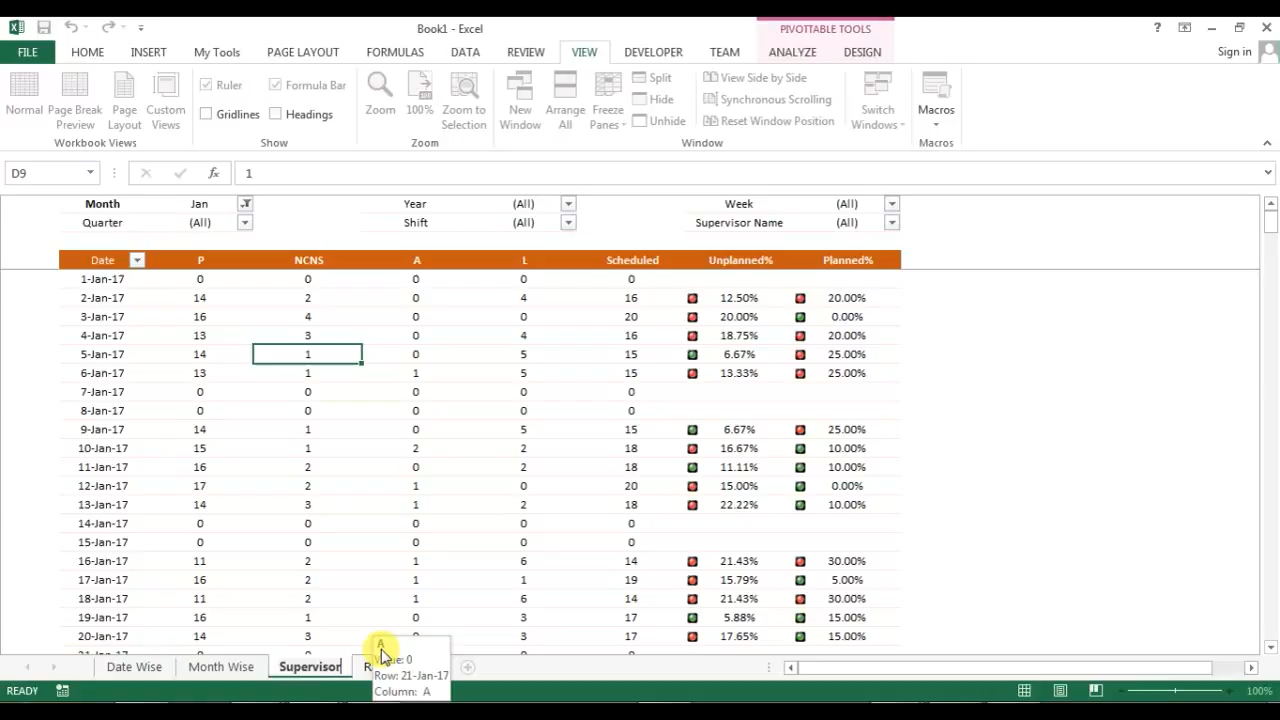 Book1 - Excel
PIVOTTABLE TOOLS
FILE HOME INSERT My Tools PAGE LAYOUT FORMULAS DATA REVIEW VIEW DEVELOPER TEAM ANALYZE DESIGN Sign in
Normal Page Break Preview Page Layout Custom Views
Ruler Formula Bar
Gridlines Headings
Zoom 100% Zoom to Selection
New Window Arrange All Freeze Panes
Split
Hide
Unhide
View Side by Side
Synchronous Scrolling
Reset Window Position
Switch Windows
Macros
Workbook Views Show Zoom Window Macros
D9 fx 1
Month Jan Year (All) Week (All)
Quarter (All) Shift (All) Supervisor Name (All)
Date P NCNS A L Scheduled Unplanned% Planned%
1-Jan-17 0 0 0 0 0
2-Jan-17 14 2 0 4 16 12.50% 20.00%
3-Jan-17 16 4 0 0 20 20.00% 0.00%
4-Jan-17 13 3 0 4 16 18.75% 20.00%
5-Jan-17 14 1 0 5 15 6.67% 25.00%
6-Jan-17 13 1 1 5 15 13.33% 25.00%
7-Jan-17 0 0 0 0 0
8-Jan-17 0 0 0 0 0
9-Jan-17 14 1 0 5 15 6.67% 25.00%
10-Jan-17 15 1 2 2 18 16.67% 10.00%
11-Jan-17 16 2 0 2 18 11.11% 10.00%
12-Jan-17 17 2 1 0 20 15.00% 0.00%
13-Jan-17 14 3 1 2 18 22.22% 10.00%
14-Jan-17 0 0 0 0 0
15-Jan-17 0 0 0 0 0
16-Jan-17 11 2 1 6 14 21.43% 30.00%
17-Jan-17 16 2 1 1 19 15.79% 5.00%
18-Jan-17 11 2 1 6 14 21.43% 30.00%
19-Jan-17 16 1 0 3 17 5.88% 15.00%
20-Jan-17 14 3 0 3 17 17.65% 15.00%
A
Value: 0
Row: 21-Jan-17
Column: A
Date Wise Month Wise Supervisor
READY 100%